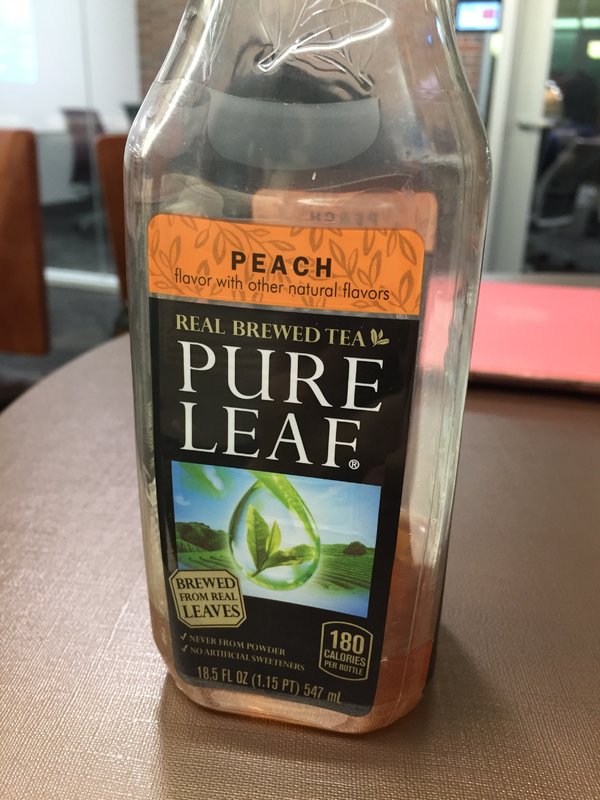 PEACH
flavor with other natural flavors
REAL BREWED TEA
PURE
LEAF®
BREWED
FROM REAL
LEAVES
✓ NEVER FROM POWDER
✓ NO ARTIFICIAL SWEETENERS
180
CALORIES
PER BOTTLE
18.5 FL OZ (1.15 PT) 547 mL
PEACH